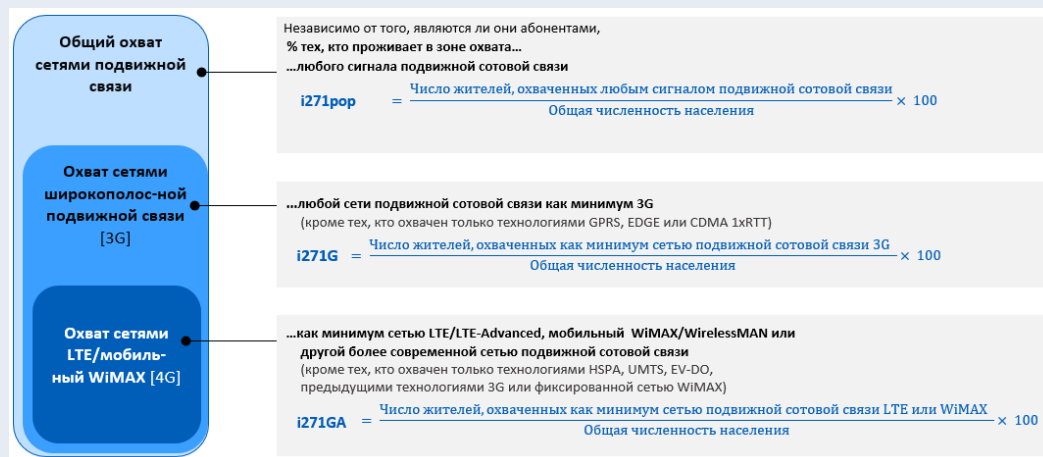 Общий охват
сетями подвижной
связи
Независимо от того, являются ли они абонентами,
% тех, кто проживает в зоне охвата...
...любого сигнала подвижной сотовой связи
i271pop = Число жителей, охваченных любым сигналом подвижной сотовой связи
Общая численность населения
× 100
Охват сетями
широкополос-ной
подвижной связи
[3G]
...любой сети подвижной сотовой связи как минимум 3G
(кроме тех, кто охвачен только технологиями GPRS, EDGE или CDMA 1xRTT)
i271G = Число жителей, охваченных как минимум сетью подвижной сотовой связи 3G
Общая численность населения
× 100
Охват сетями
LTE/мобиль-
ный WiMAX [4G]
...как минимум сетью LTE/LTE-Advanced, мобильный WiMAX/WirelessMAN или
другой более современной сетью подвижной сотовой связи
(кроме тех, кто охвачен только технологиями HSPA, UMTS, EV-DO,
предыдущими технологиями 3G или фиксированной сетью WiMAX)
i271GA = Число жителей, охваченных как минимум сетью подвижной сотовой связи LTE или WiMAX
Общая численность населения
× 100